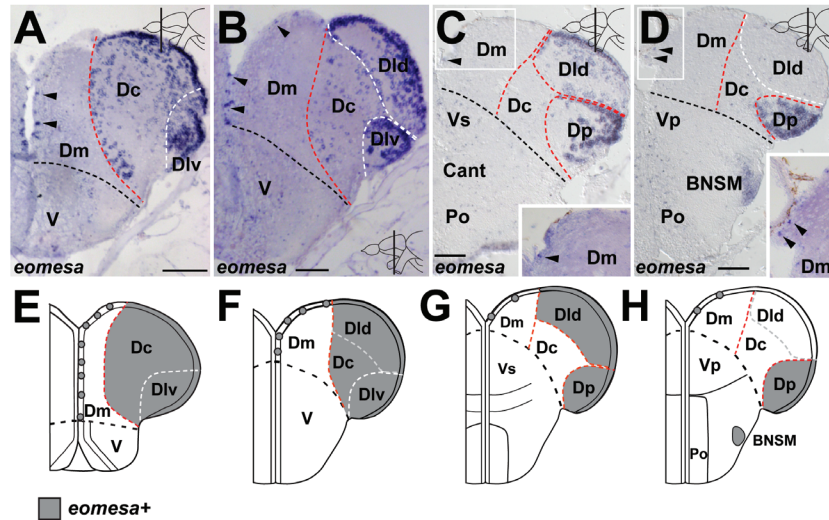 A
Dc
Dm
Dlv
V
eomesa
B
Dm
Dld
Dc
Dlv
V
eomesa
C
Dm
Dld
Dc
Vs
Dp
Cant
Po
Dm
eomesa
D
Dm
Dld
Dc
Vp
Dp
BNSM
Po
Dm
eomesa
E
Dc
Dlv
Dm
V
F
Dld
Dm
Dc
Dlv
V
G
Dld
Dm
Dc
Vs
Dp
H
Dld
Dm
Dc
Vp
Dp
Po
BNSM
eomesa+